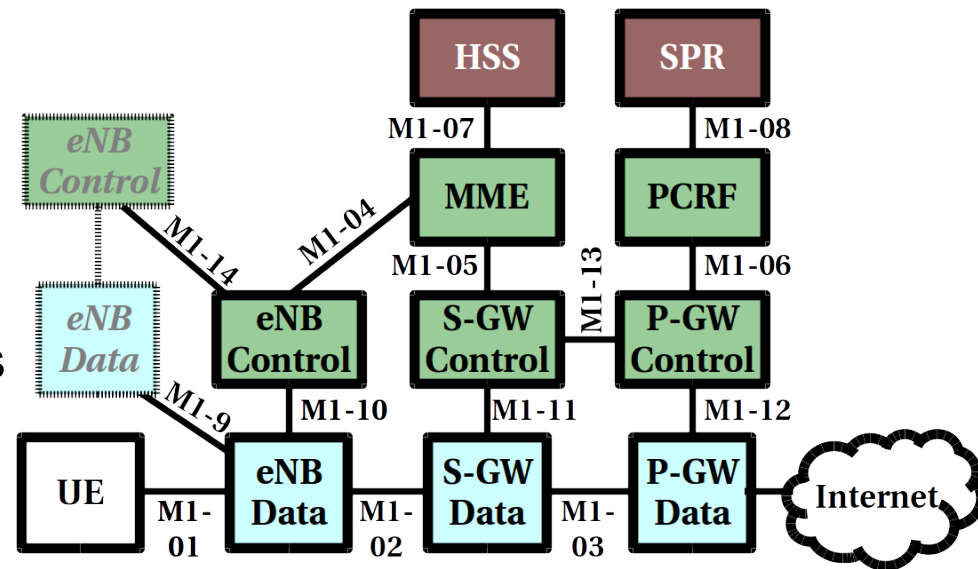 HSS
SPR
M1-07
M1-08
eNB
Control
MME
PCRF
M1-14
M1-04
M1-05
M1-13
M1-06
eNB
Data
eNB
Control
S-GW
Control
P-GW
Control
s
M1-9
M1-10
M1-11
M1-12
UE
eNB
Data
S-GW
Data
P-GW
Data
Internet
M1-
01
M1-
02
M1-
03